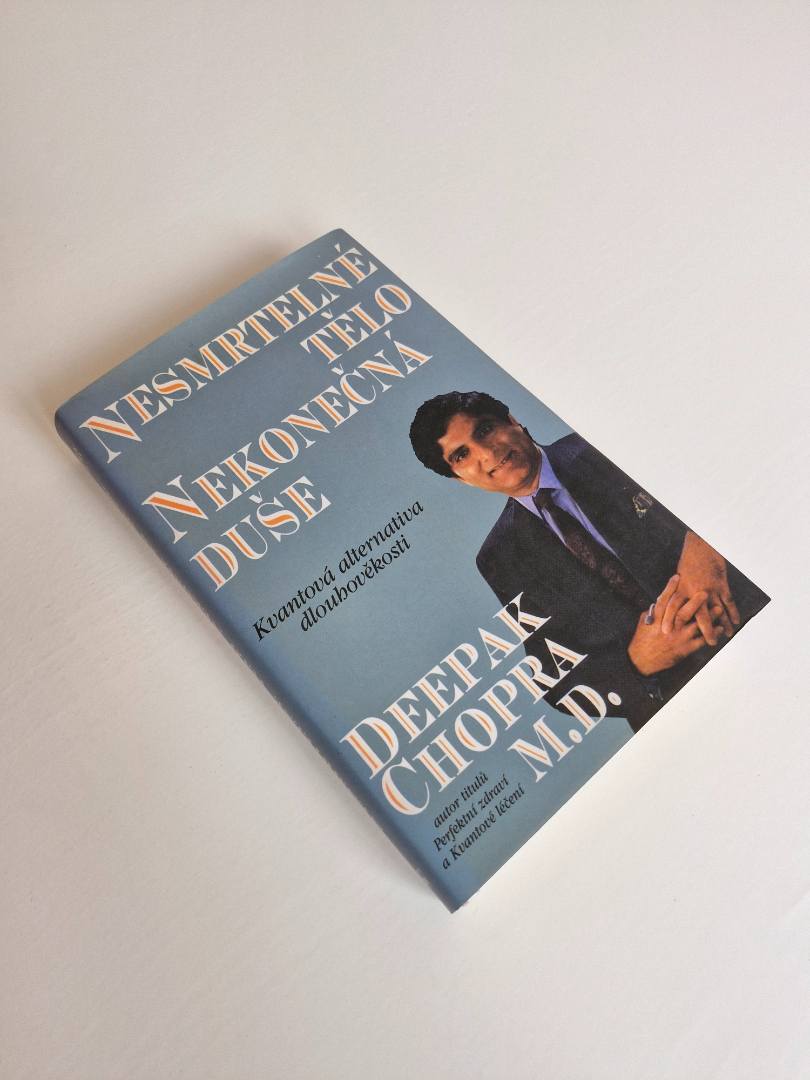 NESMRTELNÉ
TĚLO
NEKONEČNÁ
DUŠE
Kvantová alternativa
dlouhověkosti
DEEPAK
CHOPRA
M.D.
autor titulů
Perfektní zdraví
a Kvantové léčení